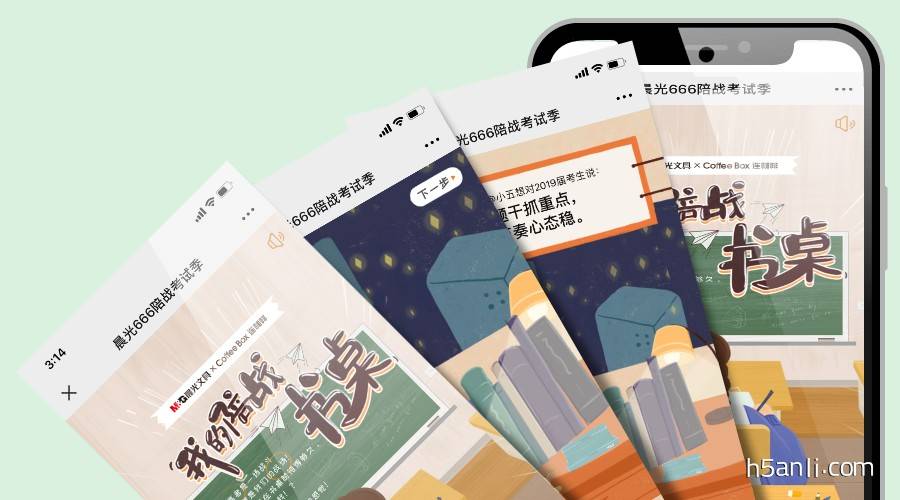 3:14
晨光666陪战考试季
M&G晨光文具 × Coffee Box 连咖啡
我的陪战
书桌
666陪战考试季
下一步
光666陪战考试季
小五想对2019届考生说：
题干抓重点，
奏心态稳。
晨光666陪战考试季
光文具 × Coffee Box 连咖啡
陪战
书桌
h5anli.com